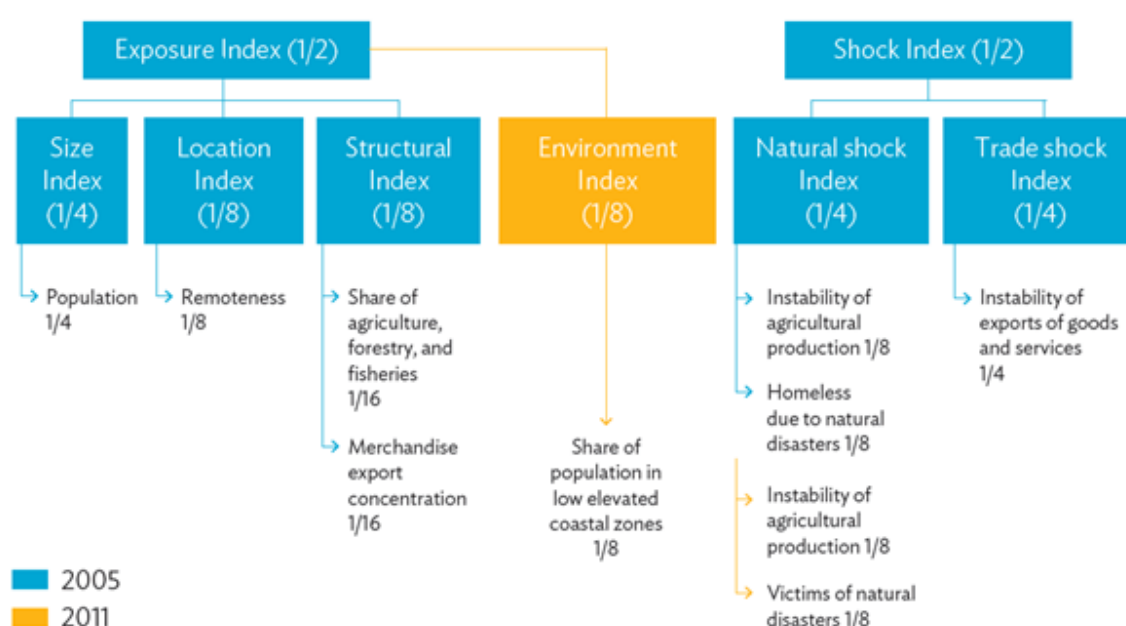 Exposure Index (1/2)
Shock Index (1/2)
Size
Index
(1/4)
Location
Index
(1/8)
Structural
Index
(1/8)
Environment
Index
(1/8)
Natural shock
Index
(1/4)
Trade shock
Index
(1/4)
Population
1/4
Remoteness
1/8
Share of
agriculture,
forestry, and
fisheries
1/16
Merchandise
export
concentration
1/16
Share of
population in
low elevated
coastal zones
1/8
Instability of
agricultural
production 1/8
Homeless
due to natural
disasters 1/8
Instability of
agricultural
production 1/8
Victims of natural
disasters 1/8
Instability of
exports of goods
and services
1/4
2005
2011